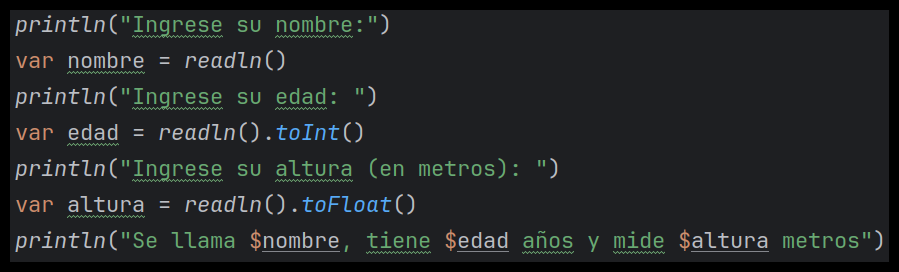 println("Ingrese su nombre:")
var nombre = readln()
println("Ingrese su edad: ")
var edad = readln().toInt()
println("Ingrese su altura (en metros): ")
var altura = readln().toFloat()
println("Se llama $nombre, tiene $edad años y mide $altura metros")